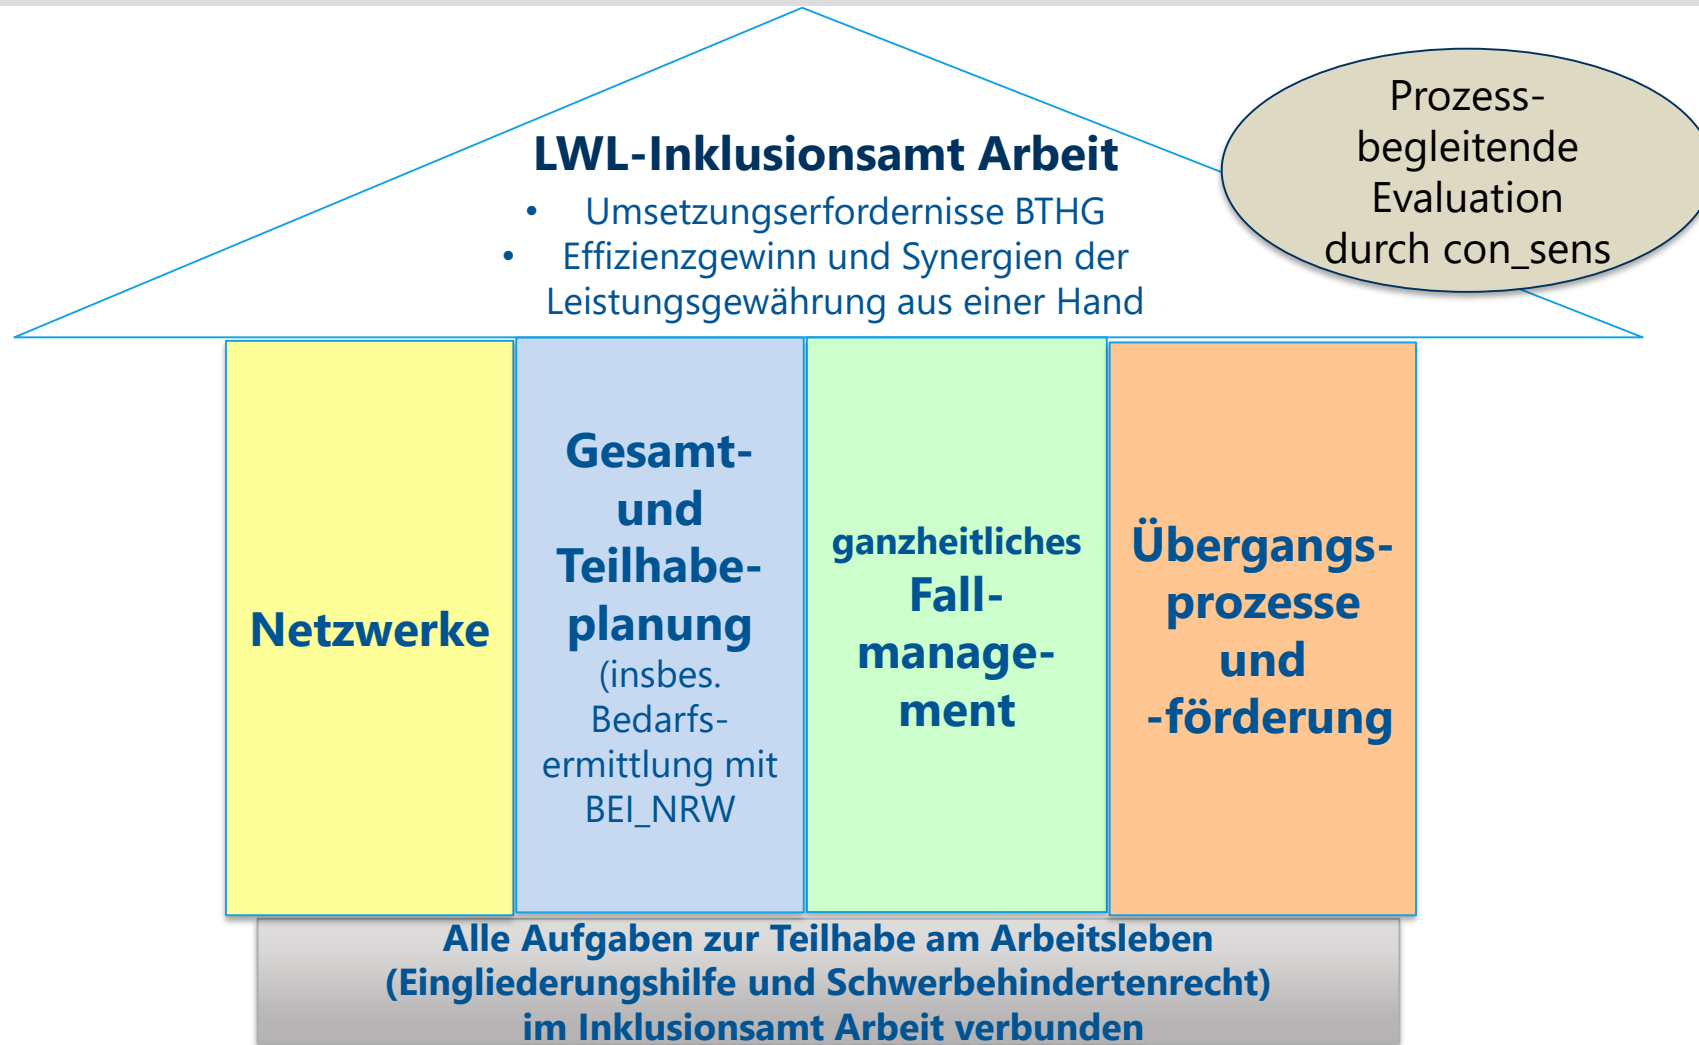 LWL-Inklusionsamt Arbeit
• Umsetzungserfordernisse BTHG
• Effizienzgewinn und Synergien der
Leistungsgewährung aus einer Hand
Prozess-
begleitende
Evaluation
durch con_sens
Netzwerke
Gesamt-
und
Teilhabe-
planung
(insbes.
Bedarfs-
ermittlung mit
BEI_NRW
ganzheitliches
Fall-
manage-
ment
Übergangs-
prozesse
und
-förderung
Alle Aufgaben zur Teilhabe am Arbeitsleben
(Eingliederungshilfe und Schwerbehindertenrecht)
im Inklusionsamt Arbeit verbunden